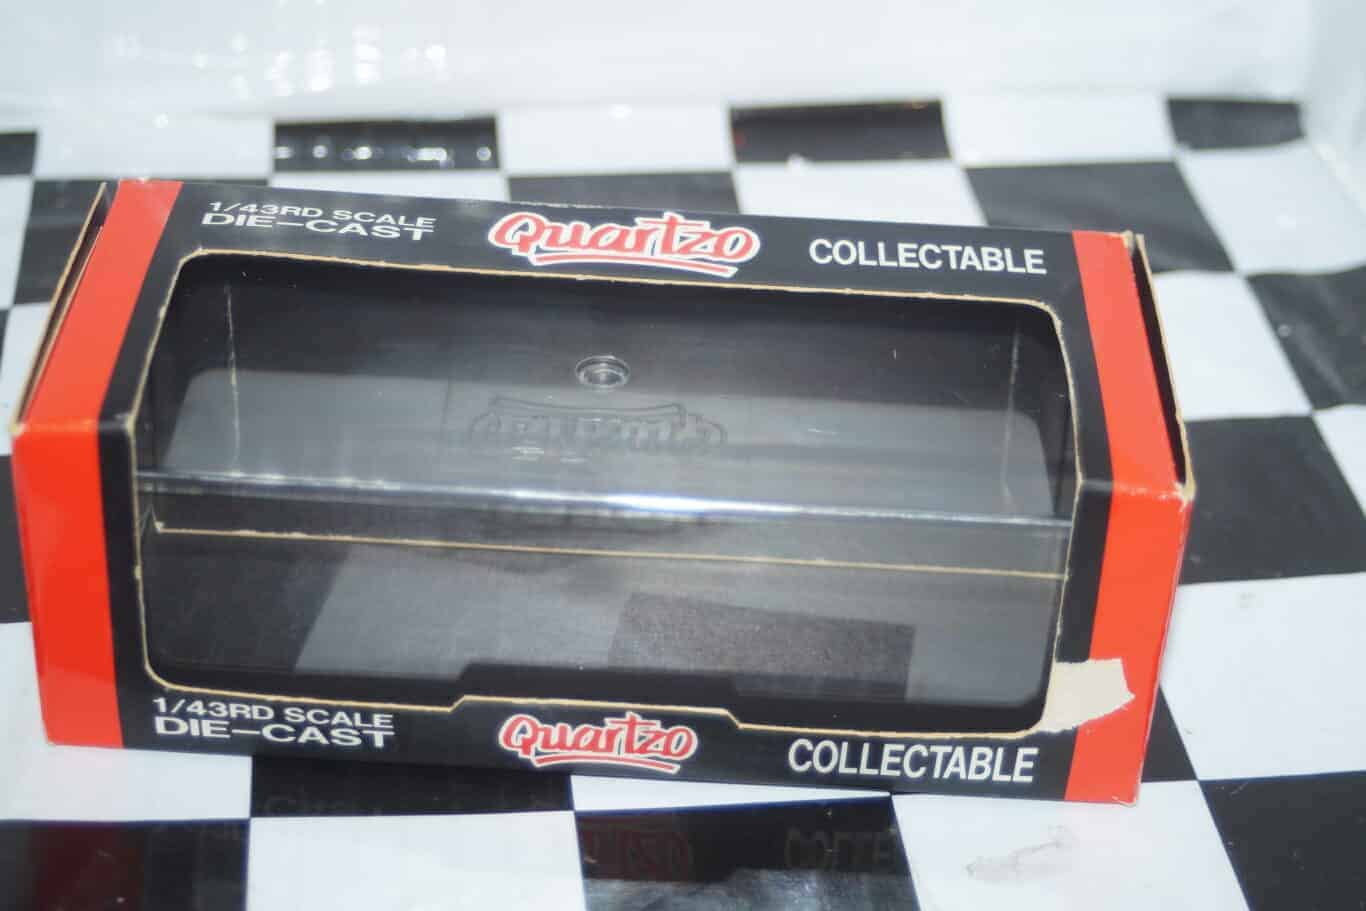 1/43RD SCALE
DIE-CAST
Quartzo
COLLECTABLE
1/43RD SCALE
DIE-CAST
Quartzo
COLLECTABLE